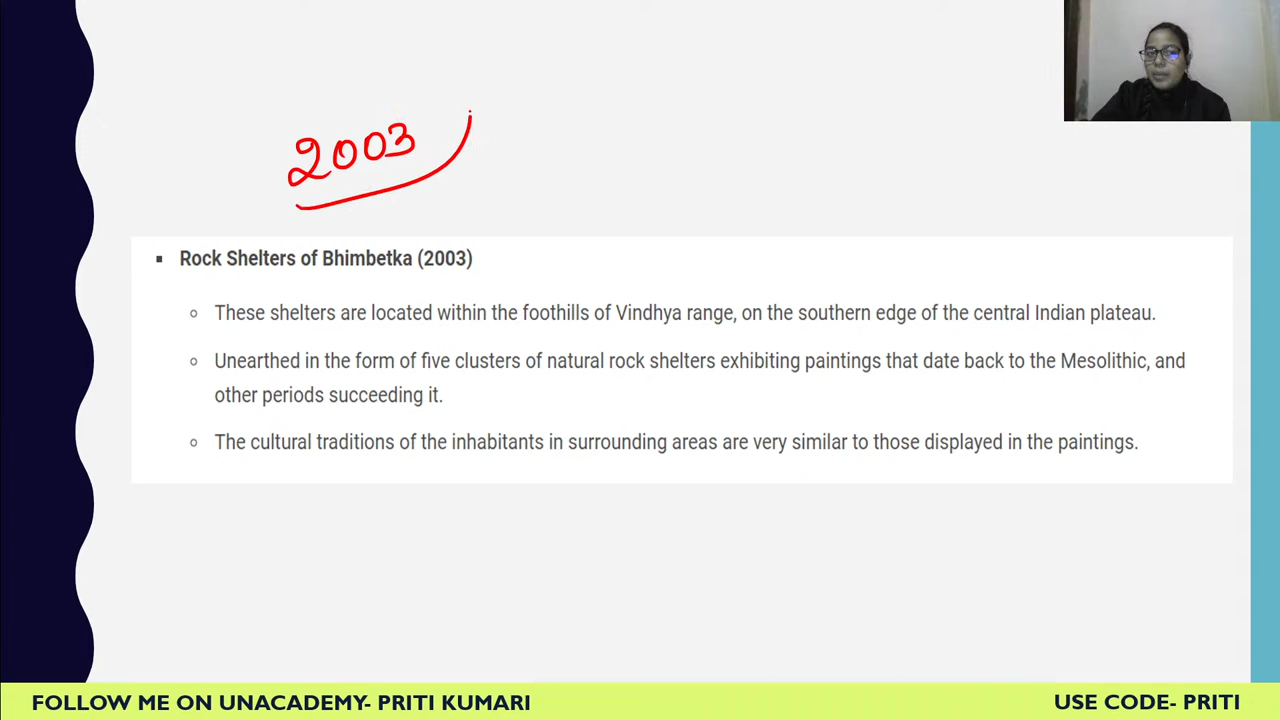 2003
Rock Shelters of Bhimbetka (2003)
These shelters are located within the foothills of Vindhya range, on the southern edge of the central Indian plateau.
Unearthed in the form of five clusters of natural rock shelters exhibiting paintings that date back to the Mesolithic, and
other periods succeeding it.
The cultural traditions of the inhabitants in surrounding areas are very similar to those displayed in the paintings.
FOLLOW ME ON UNACADEMY- PRITI KUMARI
USE CODE- PRITI